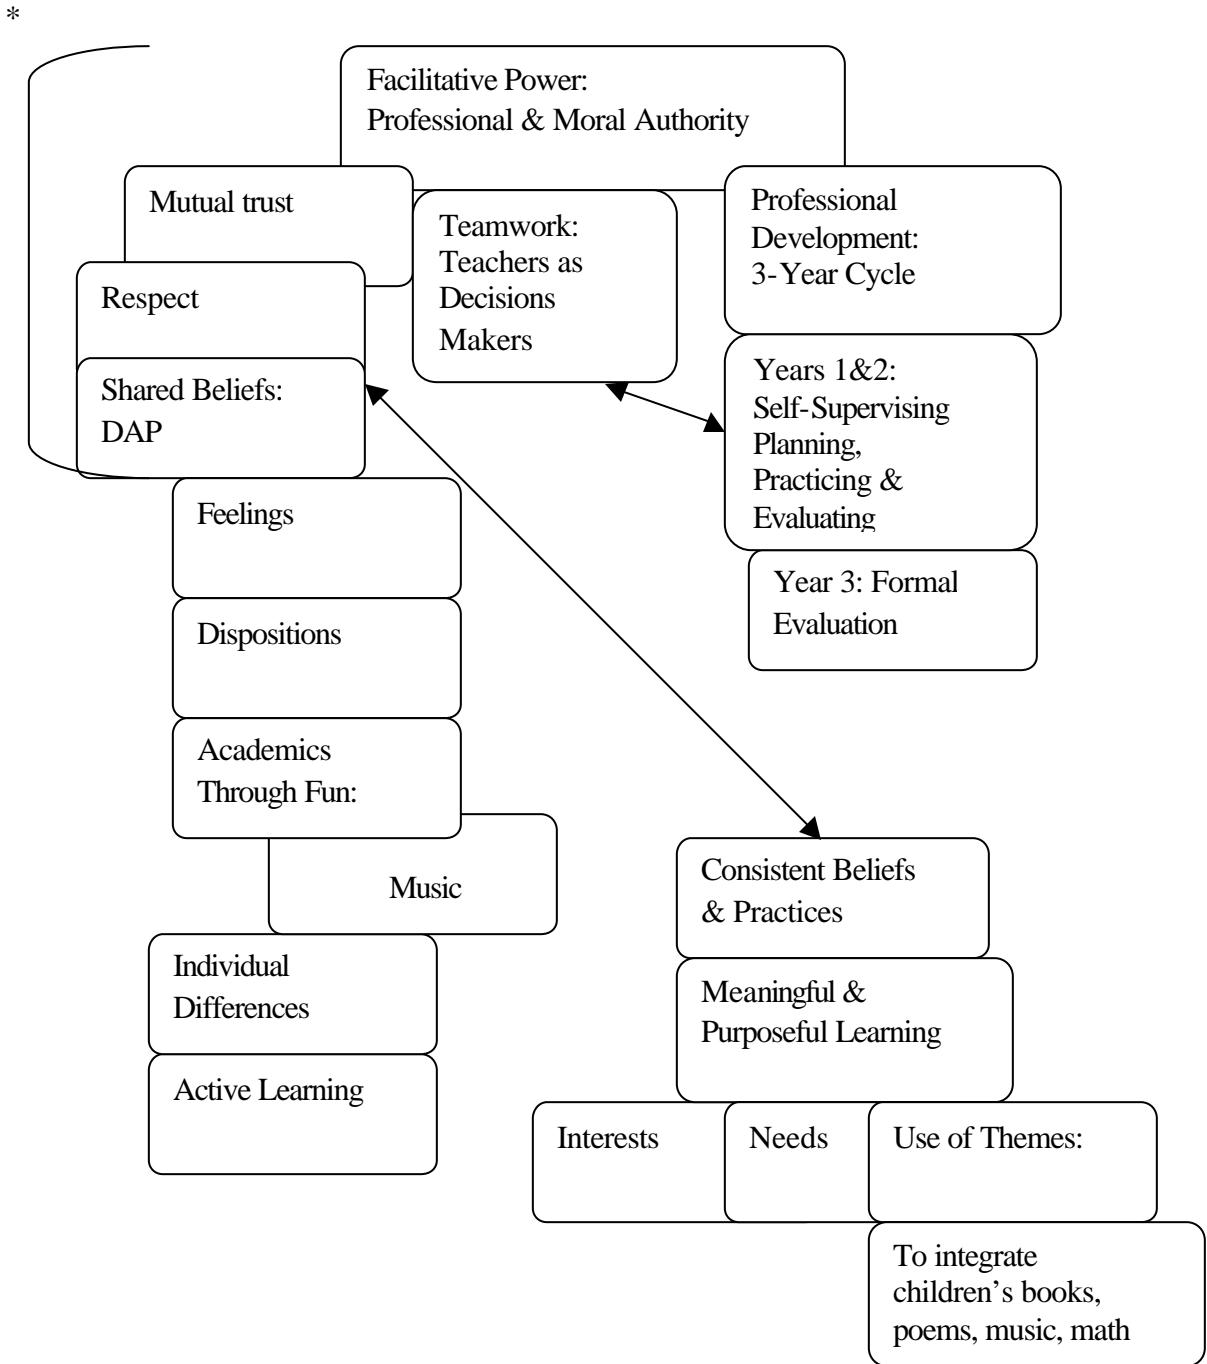 *
Facilitative Power:
Professional & Moral Authority
Mutual trust
Teamwork:
Teachers as
Decisions
Makers
Professional
Development:
3-Year Cycle
Respect
Shared Beliefs:
DAP
Years 1&2:
Self-Supervising
Planning,
Practicing &
Evaluating
Year 3: Formal
Evaluation
Feelings
Dispositions
Academics
Through Fun:
Music
Individual
Differences
Active Learning
Consistent Beliefs
& Practices
Meaningful &
Purposeful Learning
Interests
Needs
Use of Themes:
To integrate
children’s books,
poems, music, math